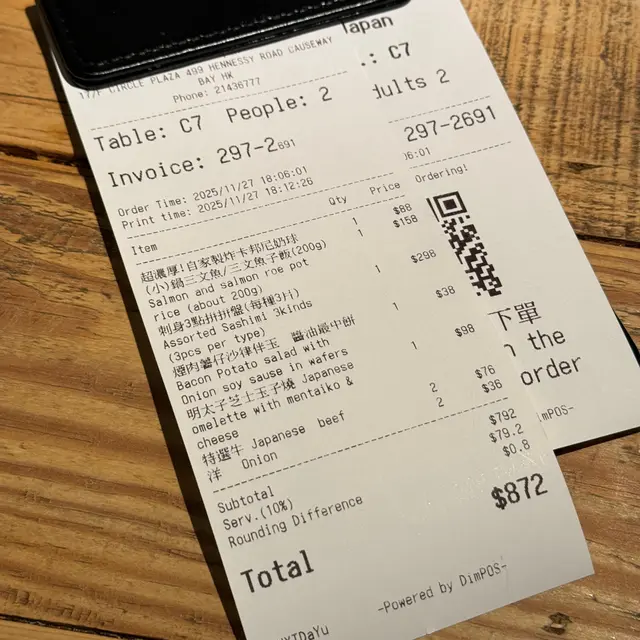 17/F CIRCLE PLAZA 499 HENNESSY ROAD CAUSEWAY
BAY HK
Phone: 21436777
Table: C7 People: 2
Invoice: 297-2691
Order Time: 2025/11/27 18:06:01
Print time: 2025/11/27 18:12:26
Item Qty Price
超濃厚!自家製炸卡邦尼奶球 1 $88
(小)鍋三文魚/三文魚子飯(200g) 1 $158
Salmon and salmon roe pot
rice (about 200g)
刺身3點拼拼盤(每種3片) 1 $298
Assorted Sashimi 3kinds
(3pcs per type)
煙肉薯仔沙律伴玉 醬油最中餅 1 $38
Bacon Potato salad with
Onion soy sauce in wafers
明太子芝士玉子燒 Japanese 1 $98
omelette with mentaiko &
cheese
特選牛 Japanese beef 2 $76
洋 Onion 2 $36
Subtotal $792
Serv.(10%) $79.2
Rounding Difference $0.8
Total $872
-Powered by DimPOS-
Japan
: C7
dults 2
297-2691
06:01
Ordering!
下單
the
order
imPOS-